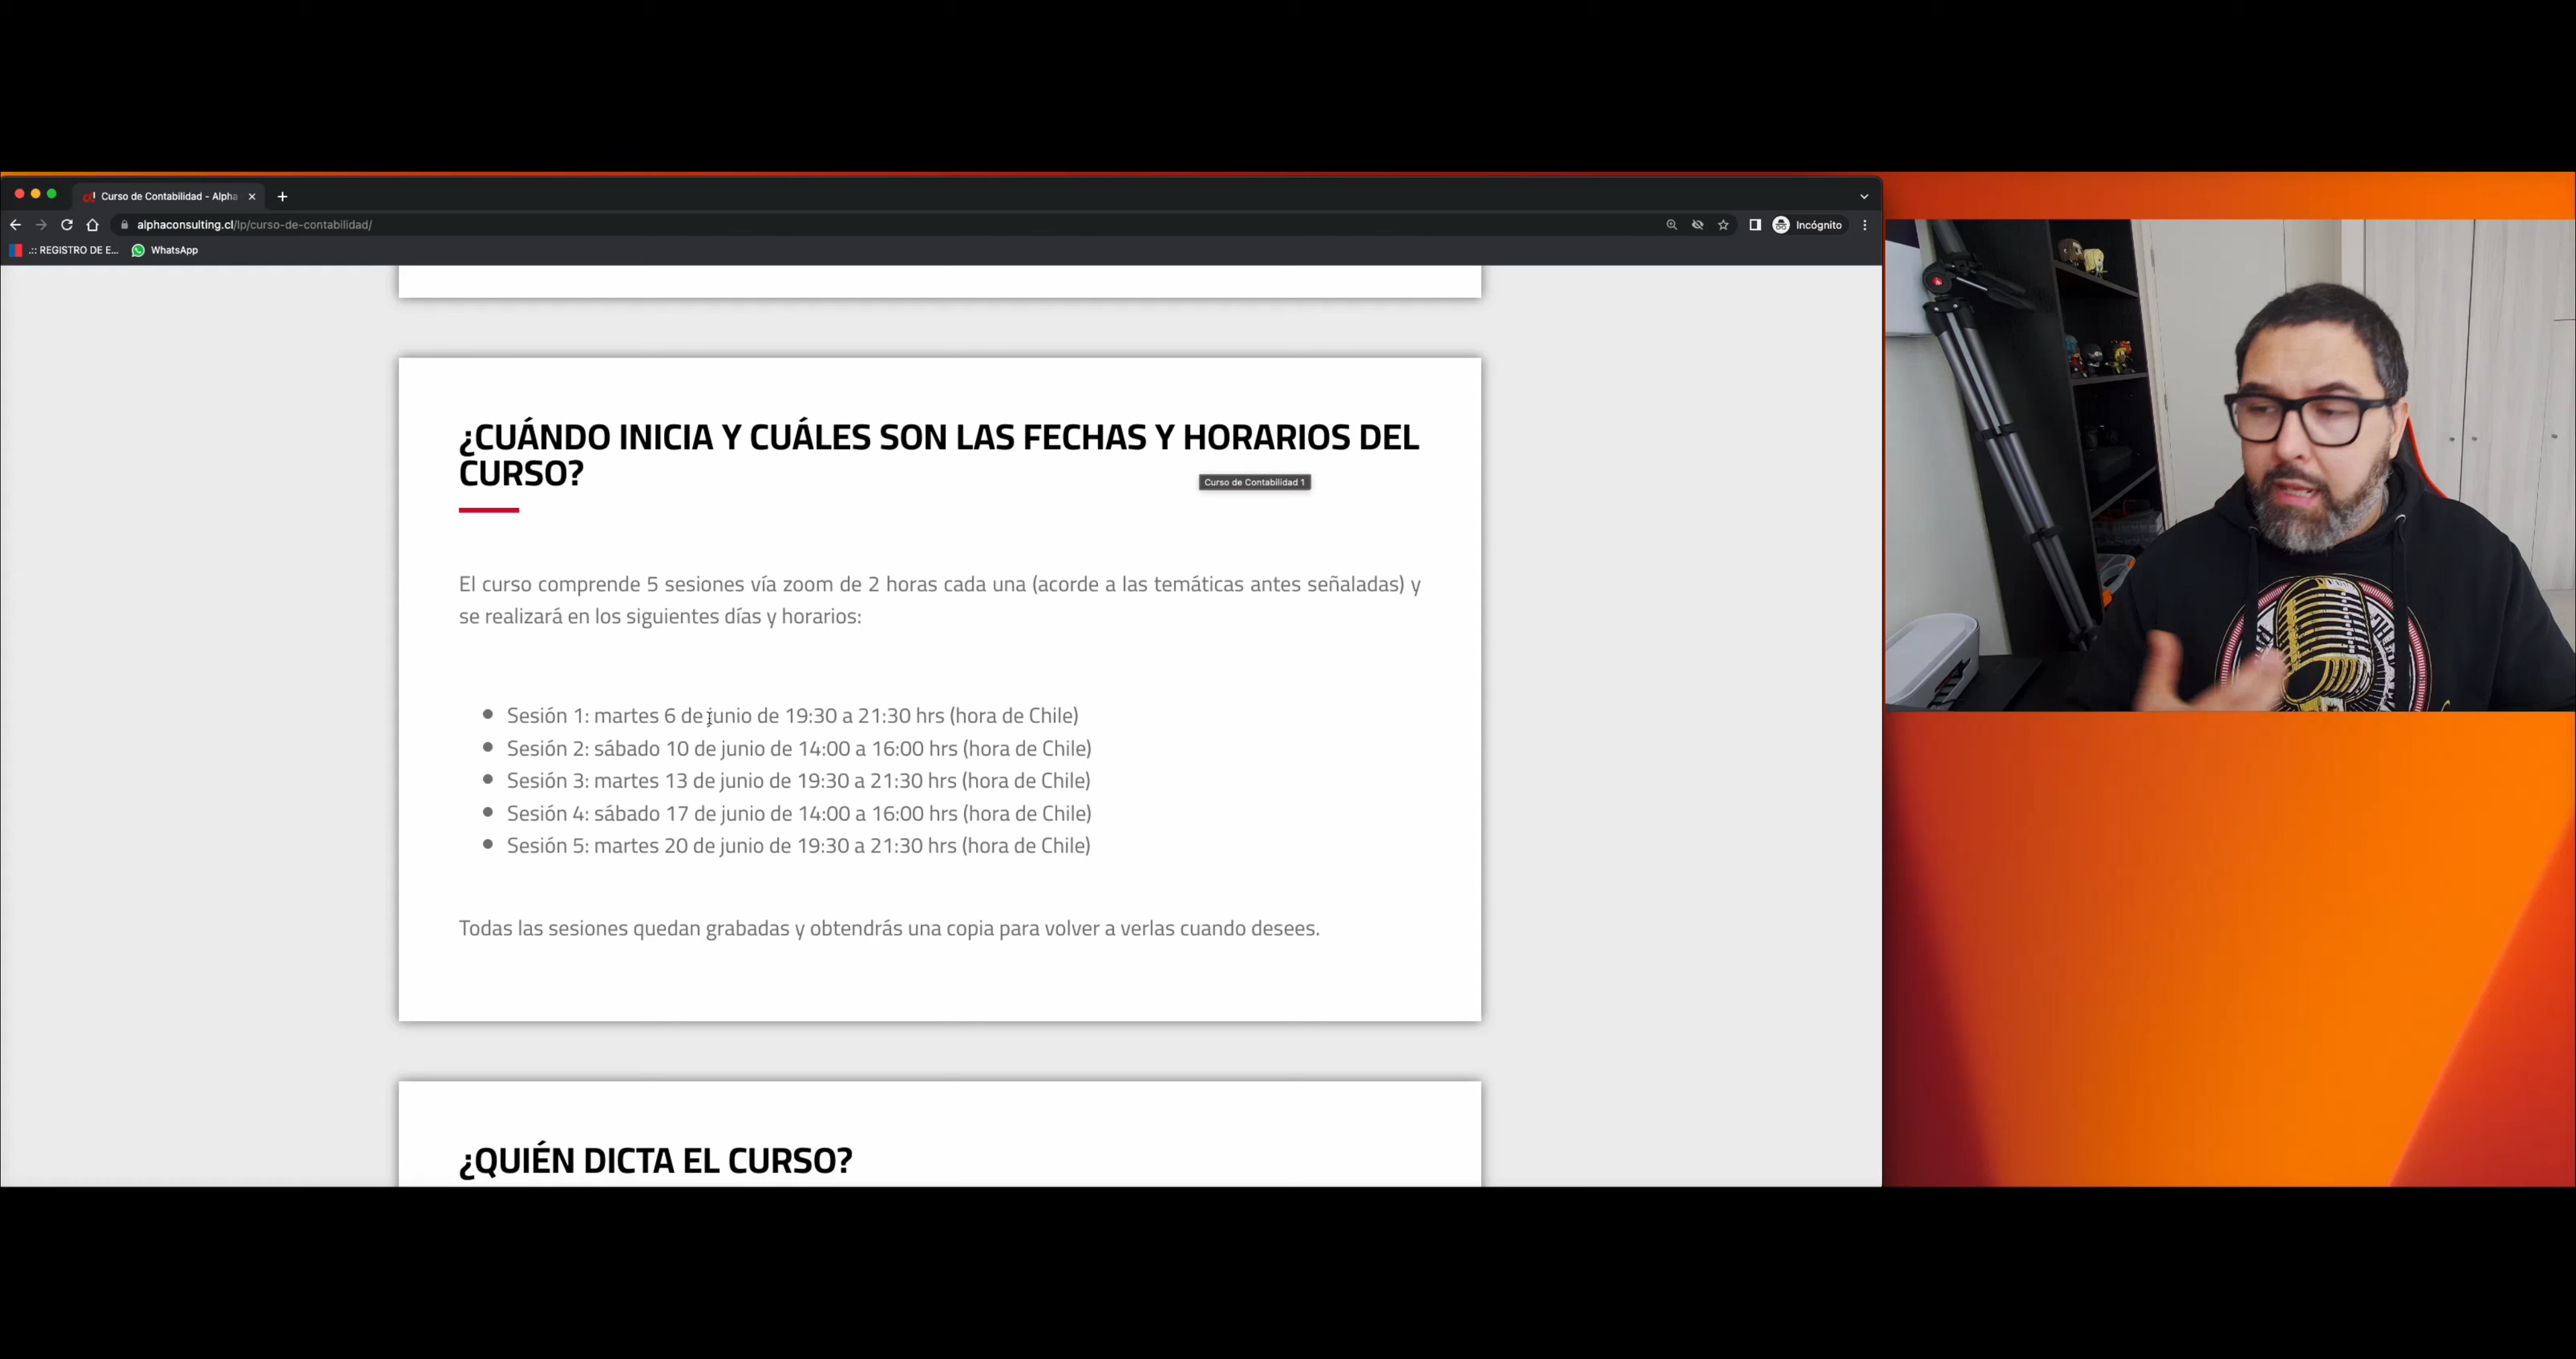 Curso de Contabilidad - Alpha
alphaconsulting.cl/lp/curso-de-contabilidad/
Incógnito
.:: REGISTRO DE E...
WhatsApp
¿CUÁNDO INICIA Y CUÁLES SON LAS FECHAS Y HORARIOS DEL
CURSO?
Curso de Contabilidad 1
El curso comprende 5 sesiones vía zoom de 2 horas cada una (acorde a las temáticas antes señaladas) y
se realizará en los siguientes días y horarios:
Sesión 1: martes 6 de junio de 19:30 a 21:30 hrs (hora de Chile)
Sesión 2: sábado 10 de junio de 14:00 a 16:00 hrs (hora de Chile)
Sesión 3: martes 13 de junio de 19:30 a 21:30 hrs (hora de Chile)
Sesión 4: sábado 17 de junio de 14:00 a 16:00 hrs (hora de Chile)
Sesión 5: martes 20 de junio de 19:30 a 21:30 hrs (hora de Chile)
Todas las sesiones quedan grabadas y obtendrás una copia para volver a verlas cuando desees.
¿QUIÉN DICTA EL CURSO?